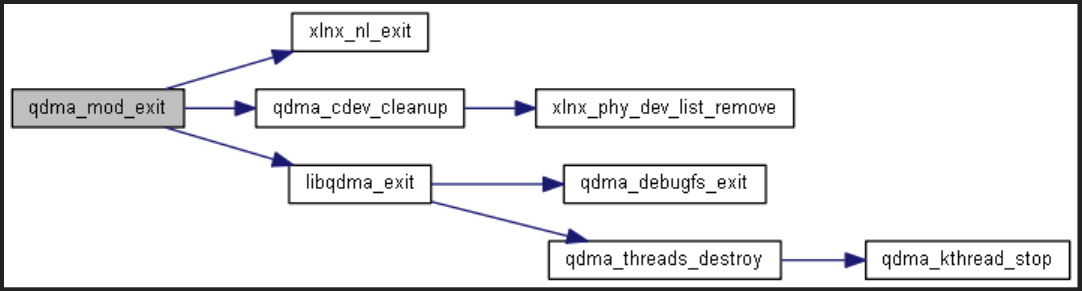 xlnx_nl_exit
qdma_mod_exit
qdma_cdev_cleanup
xlnx_phy_dev_list_remove
libqdma_exit
qdma_debugfs_exit
qdma_threads_destroy
qdma_kthread_stop